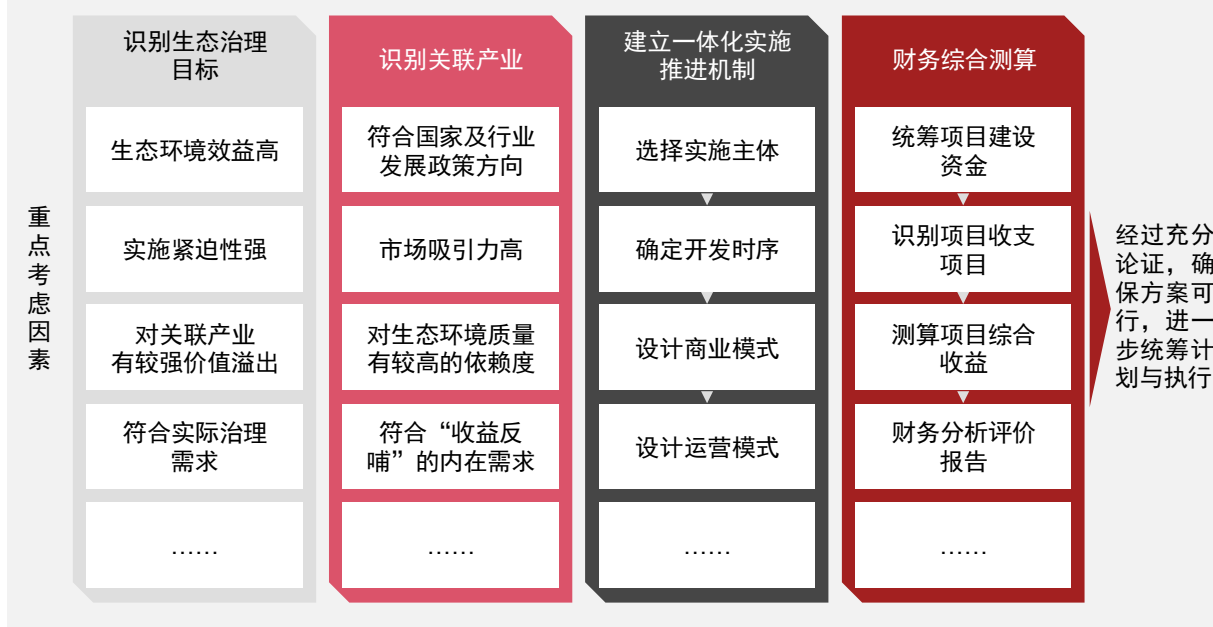 重
点
考
虑
因
素
识别生态治理
目标
生态环境效益高
实施紧迫性强
对关联产业
有较强价值溢出
符合实际治理
需求
……
识别关联产业
符合国家及行业
发展政策方向
市场吸引力高
对生态环境质量
有较高的依赖度
符合“收益反
哺”的内在需求
……
建立一体化实施
推进机制
选择实施主体
确定开发时序
设计商业模式
设计运营模式
……
财务综合测算
统筹项目建设
资金
识别项目收支
项目
测算项目综合
收益
财务分析评价
报告
……
经过充分
论证，确
保方案可
行，进一
步统筹计
划与执行